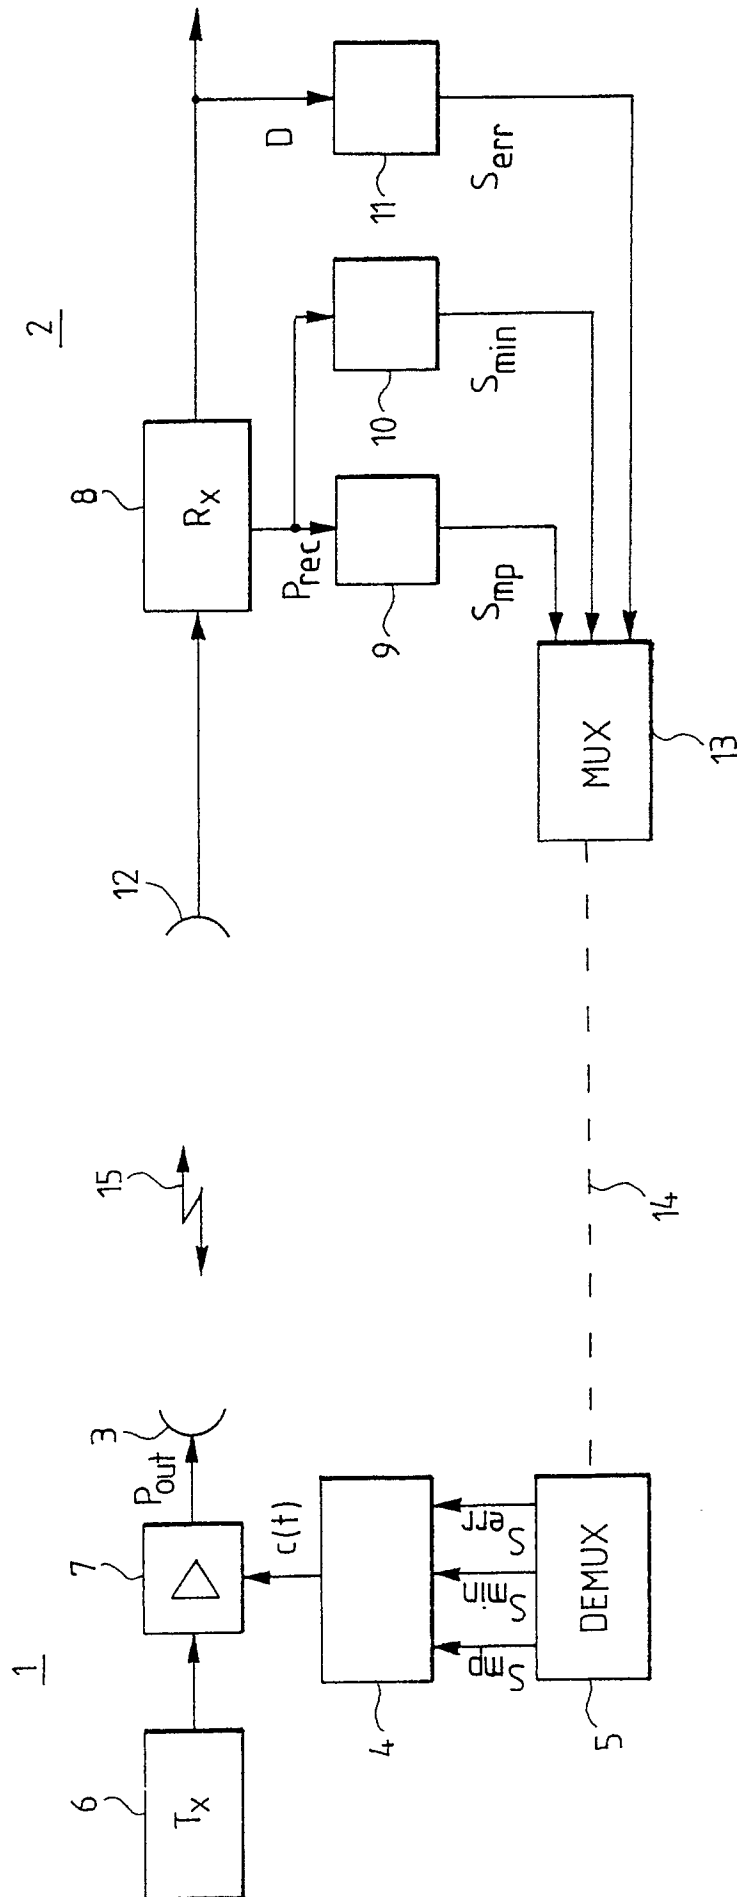 1
2
6
Tx
7
Pout
3
15
12
8
Rx
c(t)
4
Smp
Smin
Serr
5
DEMUX
14
Prec
9
10
D
11
Smp
Smin
Serr
MUX
13